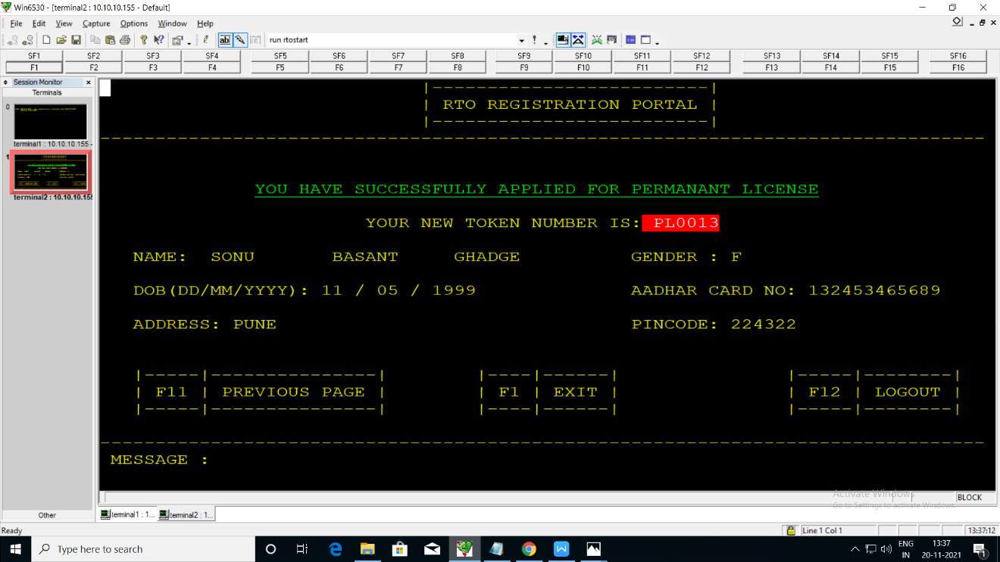 Win6530 - [terminal2 : 10.10.10.155 - Default]
File Edit View Capture Options Window Help
ab run rtostart
SF1 SF2 SF3 SF4 SF5 SF6 SF7 SF8 SF9 SF10 SF11 SF12 SF13 SF14 SF15 SF16
F1 F2 F3 F4 F5 F6 F7 F8 F9 F10 F11 F12 F13 F14 F15 F16
Session Monitor
Terminals
0
terminal1 : 10.10.10.155 -
1
terminal2 : 10.10.10.155
Other
RTO REGISTRATION PORTAL
YOU HAVE SUCCESSFULLY APPLIED FOR PERMANANT LICENSE
YOUR NEW TOKEN NUMBER IS: PL0013
NAME: SONU BASANT GHADGE GENDER : F
DOB(DD/MM/YYYY): 11 / 05 / 1999 AADHAR CARD NO: 132453465689
ADDRESS: PUNE PINCODE: 224322
| F11 | PREVIOUS PAGE | | F1 | EXIT | | F12 | LOGOUT |
MESSAGE :
Activate Windows
Go to Settings to activate Windows.
BLOCK
terminal1 : 1... terminal2 : 1...
Ready Line 1 Col 1 13:37:12
Type here to search
ENG
IN
13:37
20-11-2021
1